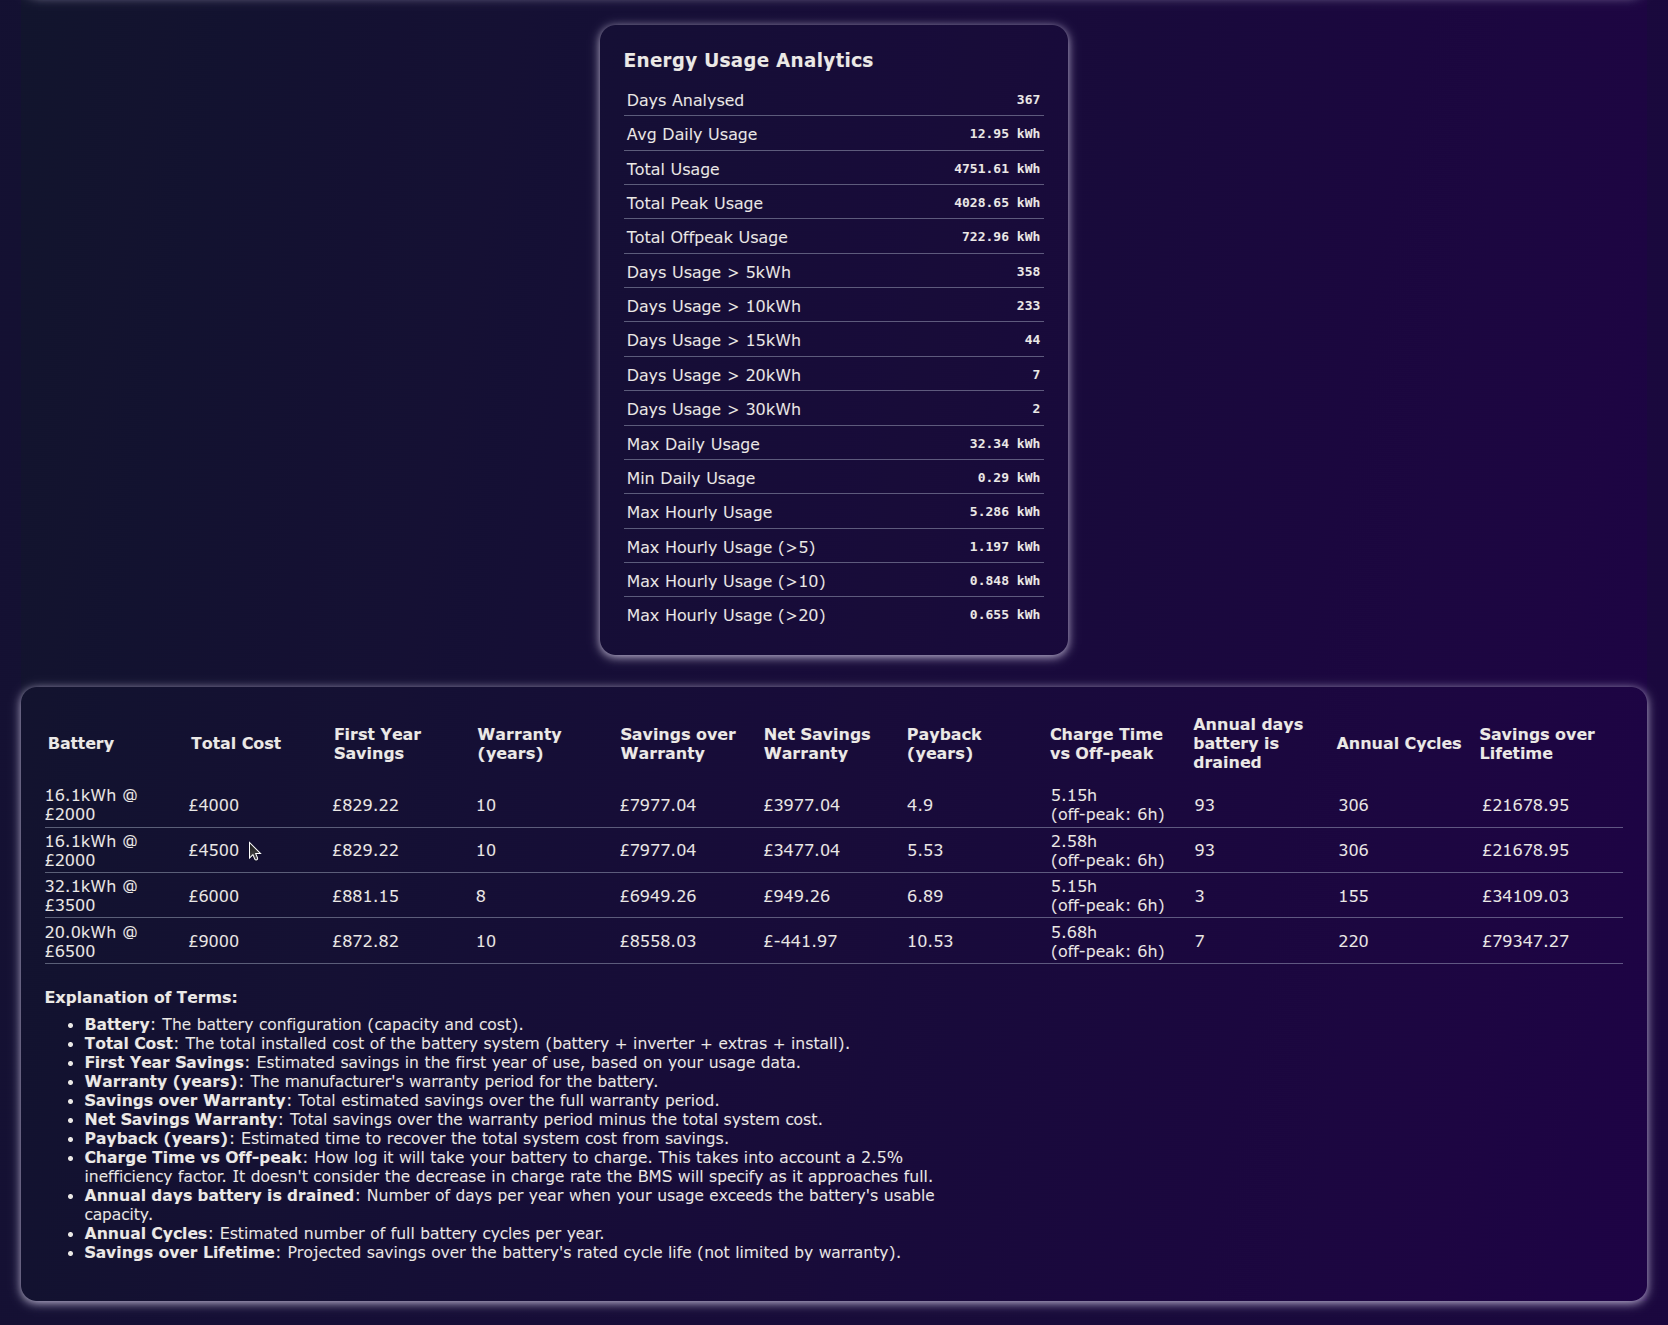 Energy Usage Analytics
Days Analysed 367
Avg Daily Usage 12.95 kWh
Total Usage 4751.61 kWh
Total Peak Usage 4028.65 kWh
Total Offpeak Usage 722.96 kWh
Days Usage > 5kWh 358
Days Usage > 10kWh 233
Days Usage > 15kWh 44
Days Usage > 20kWh 7
Days Usage > 30kWh 2
Max Daily Usage 32.34 kWh
Min Daily Usage 0.29 kWh
Max Hourly Usage 5.286 kWh
Max Hourly Usage (>5) 1.197 kWh
Max Hourly Usage (>10) 0.848 kWh
Max Hourly Usage (>20) 0.655 kWh
Battery Total Cost First Year Savings Warranty (years) Savings over Warranty Net Savings Warranty Payback (years) Charge Time vs Off-peak Annual days battery is drained Annual Cycles Savings over Lifetime
16.1kWh @ £2000 £4000 £829.22 10 £7977.04 £3977.04 4.9 5.15h (off-peak: 6h) 93 306 £21678.95
16.1kWh @ £2000 £4500 £829.22 10 £7977.04 £3477.04 5.53 2.58h (off-peak: 6h) 93 306 £21678.95
32.1kWh @ £3500 £6000 £881.15 8 £6949.26 £949.26 6.89 5.15h (off-peak: 6h) 3 155 £34109.03
20.0kWh @ £6500 £9000 £872.82 10 £8558.03 £-441.97 10.53 5.68h (off-peak: 6h) 7 220 £79347.27
Explanation of Terms:
• Battery: The battery configuration (capacity and cost).
• Total Cost: The total installed cost of the battery system (battery + inverter + extras + install).
• First Year Savings: Estimated savings in the first year of use, based on your usage data.
• Warranty (years): The manufacturer's warranty period for the battery.
• Savings over Warranty: Total estimated savings over the full warranty period.
• Net Savings Warranty: Total savings over the warranty period minus the total system cost.
• Payback (years): Estimated time to recover the total system cost from savings.
• Charge Time vs Off-peak: How log it will take your battery to charge. This takes into account a 2.5%
inefficiency factor. It doesn't consider the decrease in charge rate the BMS will specify as it approaches full.
• Annual days battery is drained: Number of days per year when your usage exceeds the battery's usable
capacity.
• Annual Cycles: Estimated number of full battery cycles per year.
• Savings over Lifetime: Projected savings over the battery's rated cycle life (not limited by warranty).